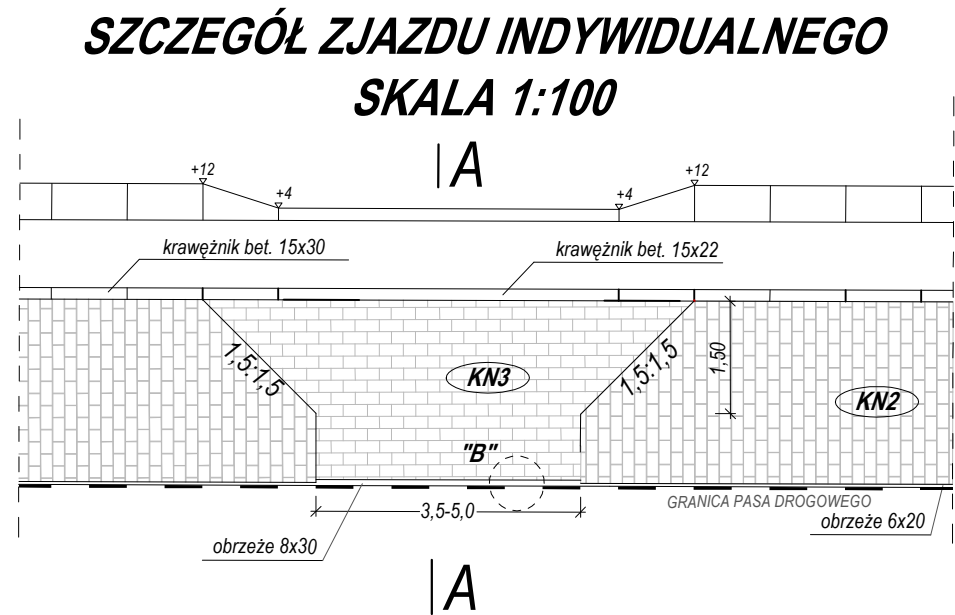 SZCZEGÓŁ ZJAZDU INDYWIDUALNEGO
SKALA 1:100
A
+12
+4
+4
+12
krawężnik bet. 15x30
krawężnik bet. 15x22
1,5:1,5
1,5:1,5
1,50
KN3
KN2
"B"
GRANICA PASA DROGOWEGO
3,5-5,0
obrzeże 6x20
obrzeże 8x30
A